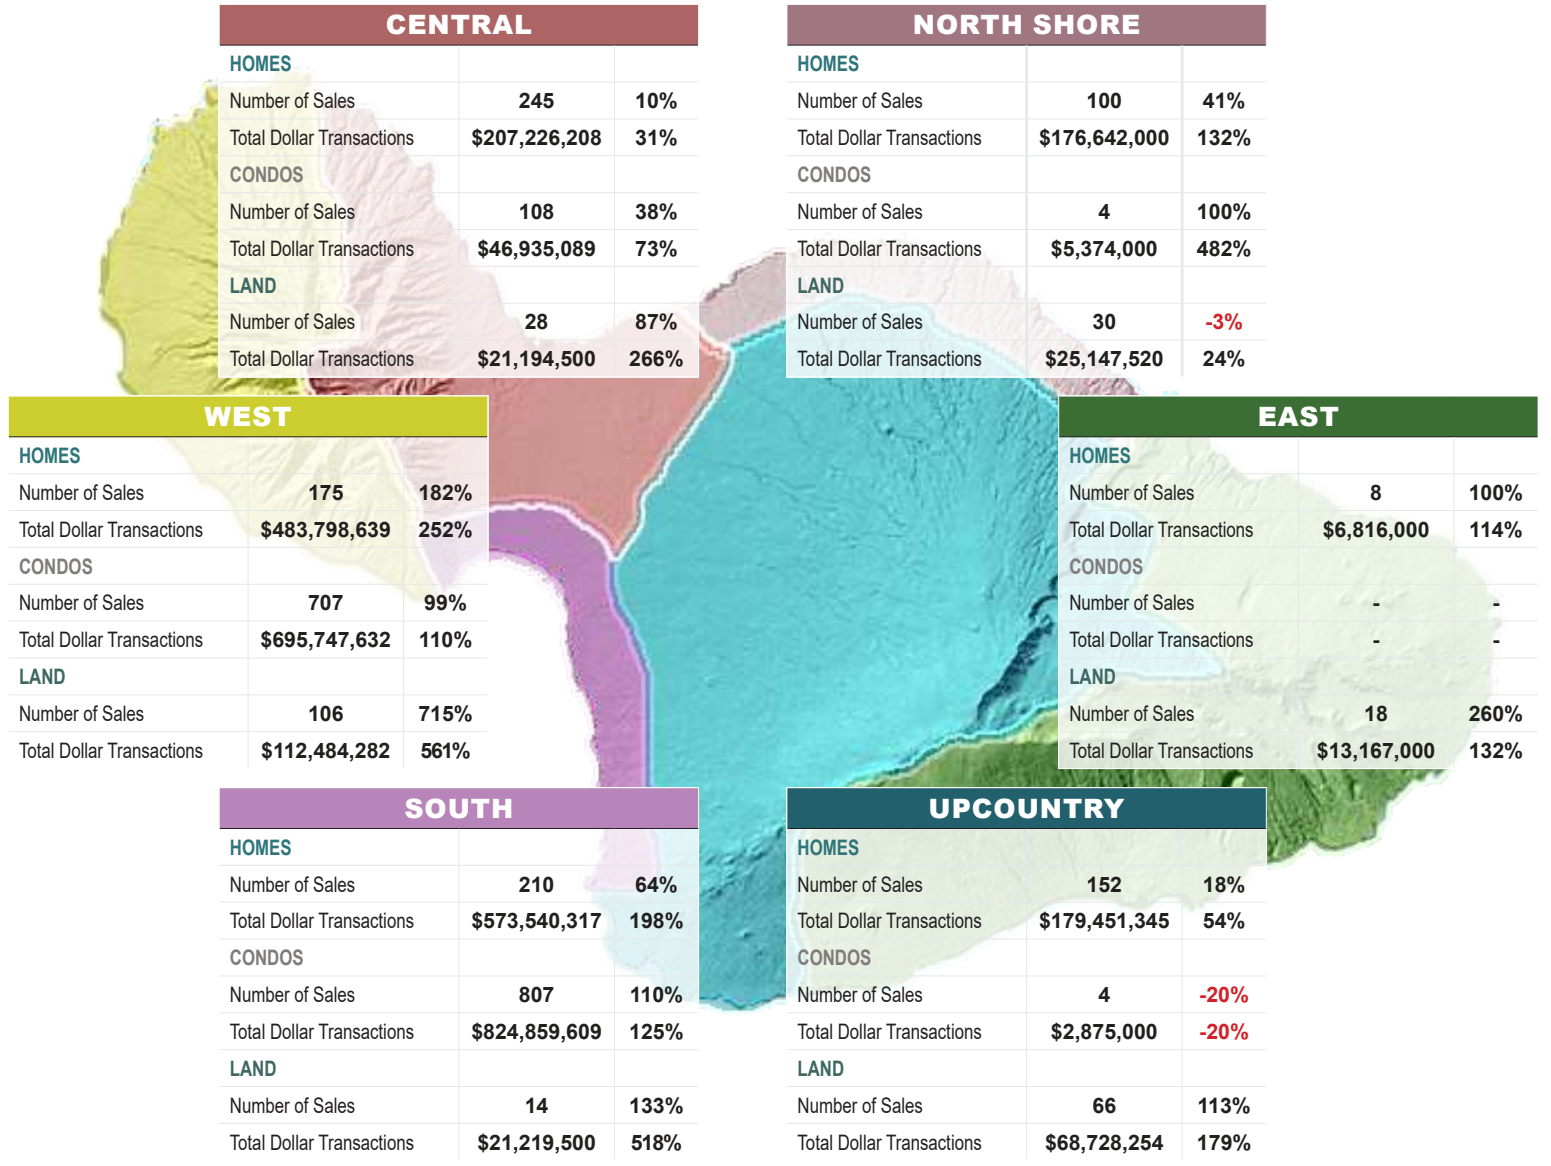 CENTRAL
HOMES
Number of Sales 245 10%
Total Dollar Transactions $207,226,208 31%
CONDOS
Number of Sales 108 38%
Total Dollar Transactions $46,935,089 73%
LAND
Number of Sales 28 87%
Total Dollar Transactions $21,194,500 266%
NORTH SHORE
HOMES
Number of Sales 100 41%
Total Dollar Transactions $176,642,000 132%
CONDOS
Number of Sales 4 100%
Total Dollar Transactions $5,374,000 482%
LAND
Number of Sales 30 -3%
Total Dollar Transactions $25,147,520 24%
WEST
HOMES
Number of Sales 175 182%
Total Dollar Transactions $483,798,639 252%
CONDOS
Number of Sales 707 99%
Total Dollar Transactions $695,747,632 110%
LAND
Number of Sales 106 715%
Total Dollar Transactions $112,484,282 561%
EAST
HOMES
Number of Sales 8 100%
Total Dollar Transactions $6,816,000 114%
CONDOS
Number of Sales - -
Total Dollar Transactions - -
LAND
Number of Sales 18 260%
Total Dollar Transactions $13,167,000 132%
SOUTH
HOMES
Number of Sales 210 64%
Total Dollar Transactions $573,540,317 198%
CONDOS
Number of Sales 807 110%
Total Dollar Transactions $824,859,609 125%
LAND
Number of Sales 14 133%
Total Dollar Transactions $21,219,500 518%
UPCOUNTRY
HOMES
Number of Sales 152 18%
Total Dollar Transactions $179,451,345 54%
CONDOS
Number of Sales 4 -20%
Total Dollar Transactions $2,875,000 -20%
LAND
Number of Sales 66 113%
Total Dollar Transactions $68,728,254 179%